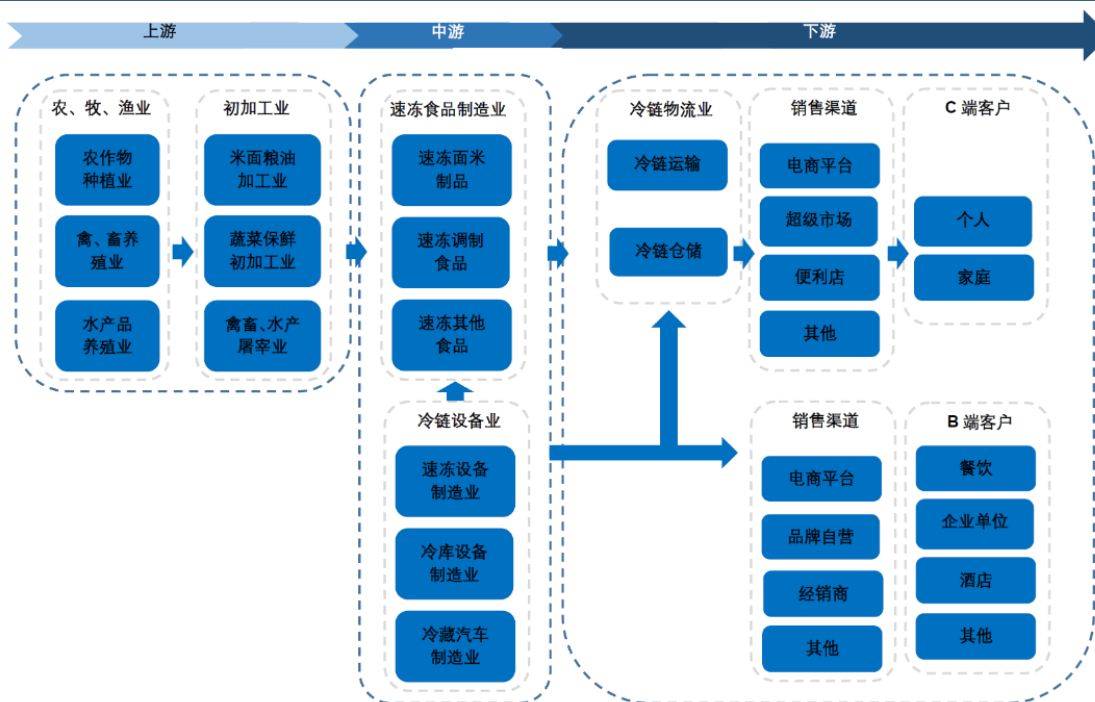 上游
中游
下游
农、牧、渔业
农作物
种植业
禽、畜养
殖业
水产品
养殖业
初加工业
米面粮油
加工业
蔬菜保鲜
初加工业
禽畜、水产
屠宰业
速冻食品制造业
速冻面米
制品
速冻调制
食品
速冻其他
食品
冷链设备业
速冻设备
制造业
冷库设备
制造业
冷藏汽车
制造业
冷链物流业
冷链运输
冷链仓储
销售渠道
电商平台
超级市场
便利店
其他
C 端客户
个人
家庭
销售渠道
电商平台
品牌自营
经销商
其他
B 端客户
餐饮
企业单位
酒店
其他